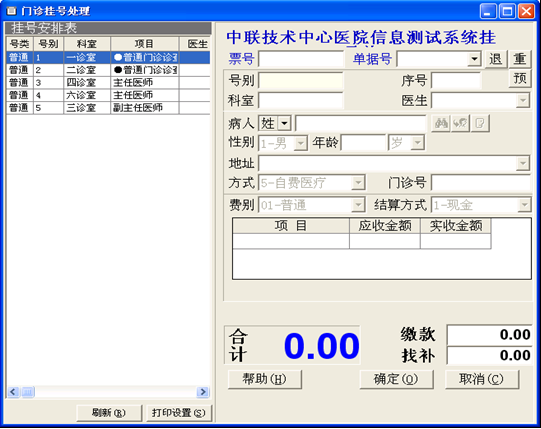 门诊挂号处理
挂号安排表
号类 号别 科室 项目 医生
普通 1 一诊室 ●普通门诊诊
普通 2 二诊室 ●普通门诊诊
普通 3 四诊室 主任医师
普通 4 六诊室 主任医师
普通 5 三诊室 副主任医师
刷新(R) 打印设置(S)
中联技术中心医院信息测试系统挂
票号 单据号 退 重
号别 序号 预
科室 医生
病人 姓
性别 1-男 年龄 岁
地址
方式 5-自费医疗 门诊号
费别 01-普通 结算方式 1-现金
项 目 应收金额 实收金额
合计 0.00
缴款 0.00
找补 0.00
帮助(H) 确定(O) 取消(C)